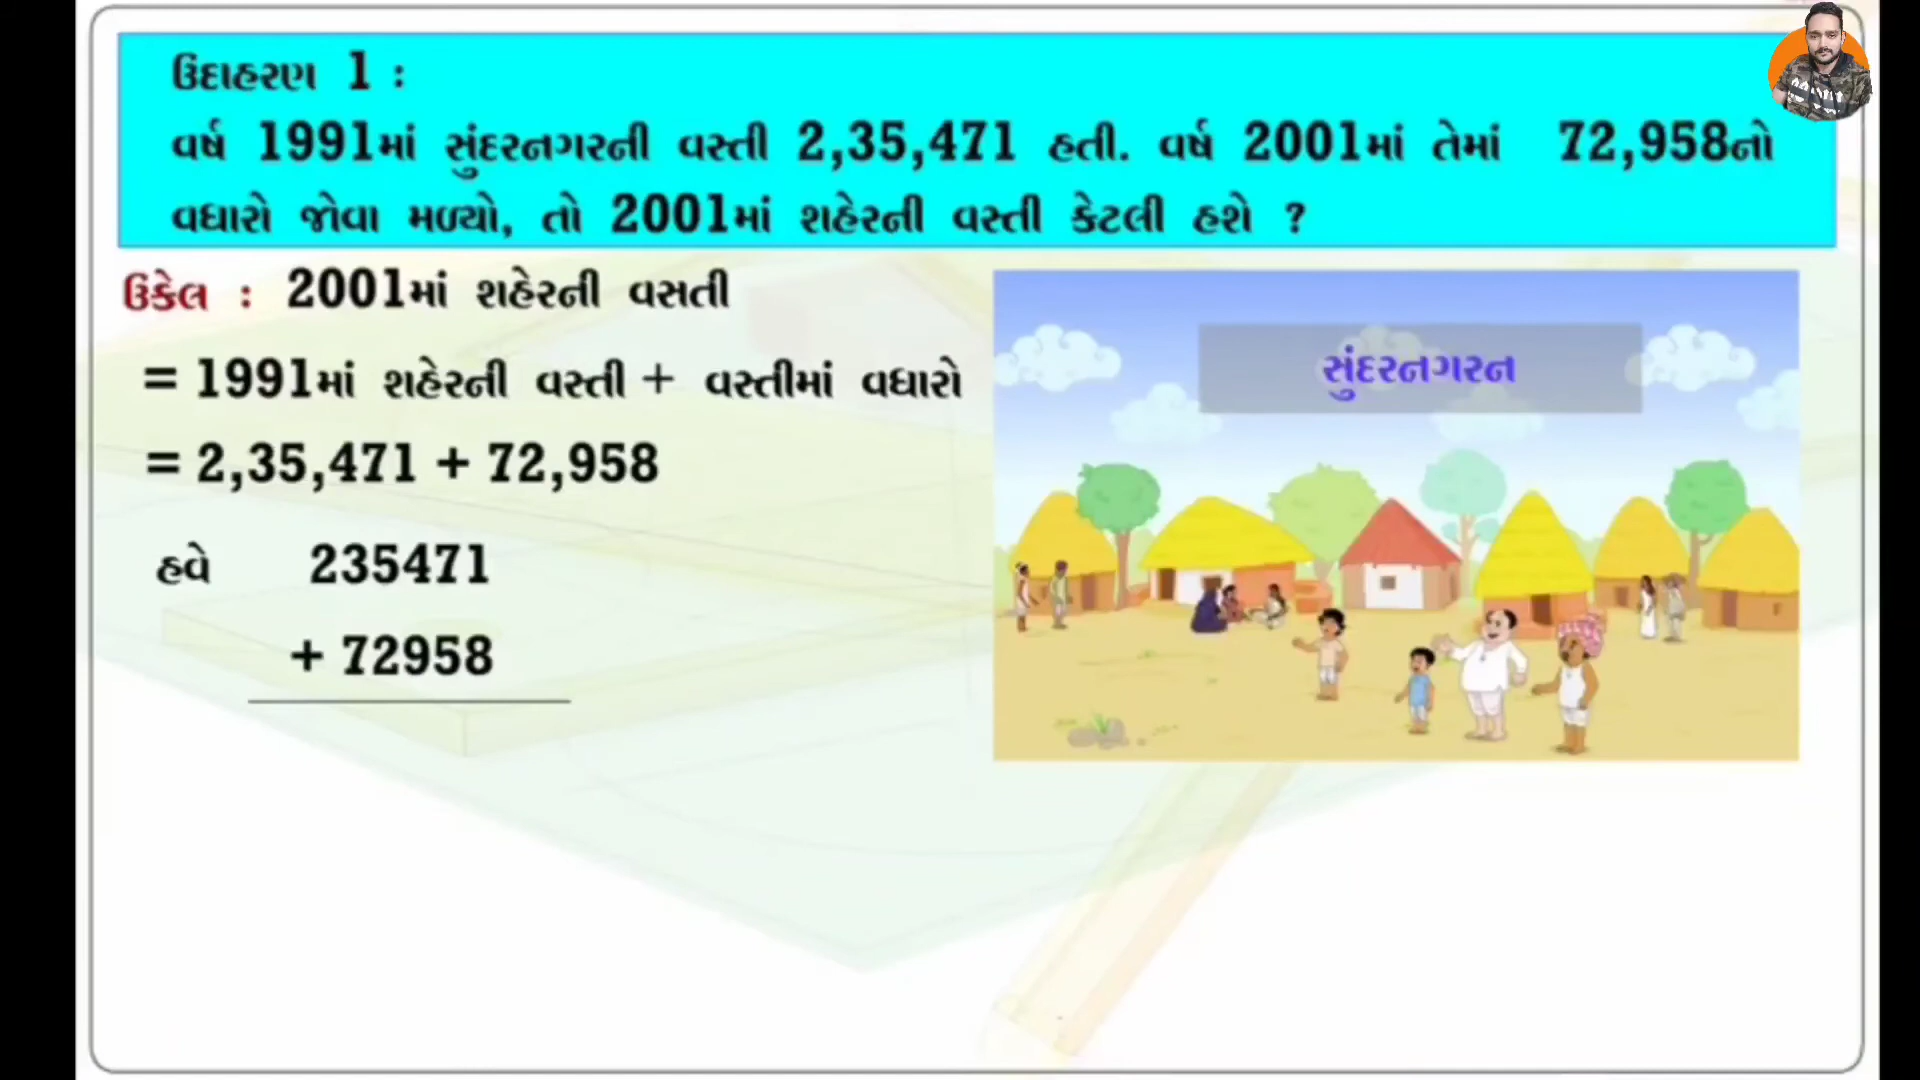 ઉદાહરણ 1 :
વર્ષ 1991માં સુંદરનગરની વસ્તી 2,35,471 હતી. વર્ષ 2001માં તેમાં 72,958નો
વધારો જોવા મળ્યો, તો 2001માં શહેરની વસ્તી કેટલી હશે ?
ઉકેલ : 2001માં શહેરની વસતી
= 1991માં શહેરની વસ્તી + વસ્તીમાં વધારો
= 2,35,471 + 72,958
હવે 235471
+ 72958
સુંદરનગરન